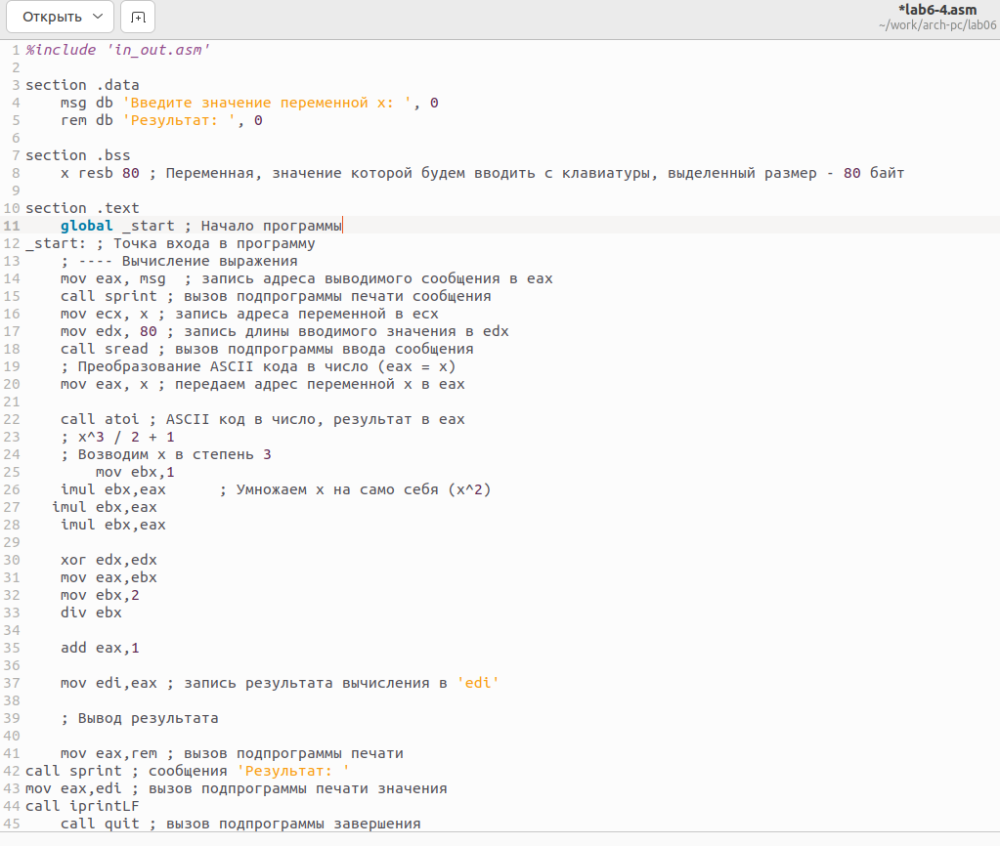 Открыть
*lab6-4.asm
~/work/arch-pc/lab06
1 %include 'in_out.asm'
2
3 section .data
4     msg db 'Введите значение переменной x: ', 0
5     rem db 'Результат: ', 0
6
7 section .bss
8     x resb 80 ; Переменная, значение которой будем вводить с клавиатуры, выделенный размер - 80 байт
9
10 section .text
11     global _start ; Начало программы
12 _start: ; Точка входа в программу
13     ; ---- Вычисление выражения
14     mov eax, msg  ; запись адреса выводимого сообщения в eax
15     call sprint ; вызов подпрограммы печати сообщения
16     mov ecx, x ; запись адреса переменной в ecx
17     mov edx, 80 ; запись длины вводимого значения в edx
18     call sread ; вызов подпрограммы ввода сообщения
19     ; Преобразование ASCII кода в число (eax = x)
20     mov eax, x ; передаем адрес переменной x в eax
21
22     call atoi ; ASCII код в число, результат в eax
23     ; x^3 / 2 + 1
24     ; Возводим x в степень 3
25         mov ebx,1
26     imul ebx,eax      ; Умножаем x на само себя (x^2)
27    imul ebx,eax
28     imul ebx,eax
29
30     xor edx,edx
31     mov eax,ebx
32     mov ebx,2
33     div ebx
34
35     add eax,1
36
37     mov edi,eax ; запись результата вычисления в 'edi'
38
39     ; Вывод результата
40
41     mov eax,rem ; вызов подпрограммы печати
42 call sprint ; сообщения 'Результат: '
43 mov eax,edi ; вызов подпрограммы печати значения
44 call iprintLF
45     call quit ; вызов подпрограммы завершения